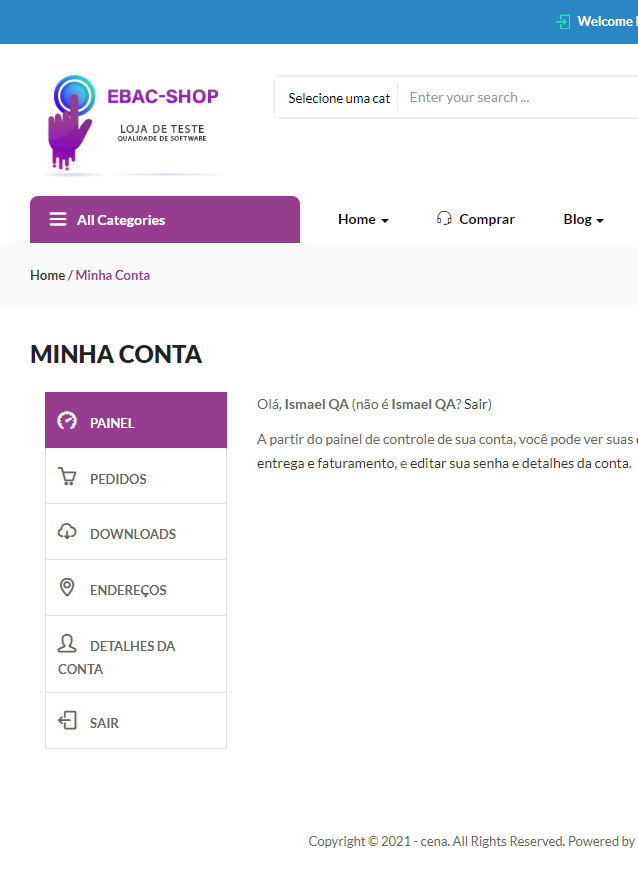 Welcome
EBAC-SHOP
LOJA DE TESTE
QUALIDADE DE SOFTWARE
Selecione uma cat
Enter your search ...
All Categories
Home
Comprar
Blog
Home / Minha Conta
MINHA CONTA
PAINEL
Olá, Ismael QA (não é Ismael QA? Sair)
A partir do painel de controle de sua conta, você pode ver suas
entrega e faturamento, e editar sua senha e detalhes da conta.
PEDIDOS
DOWNLOADS
ENDEREÇOS
DETALHES DA
CONTA
SAIR
Copyright © 2021 - cena. All Rights Reserved. Powered by